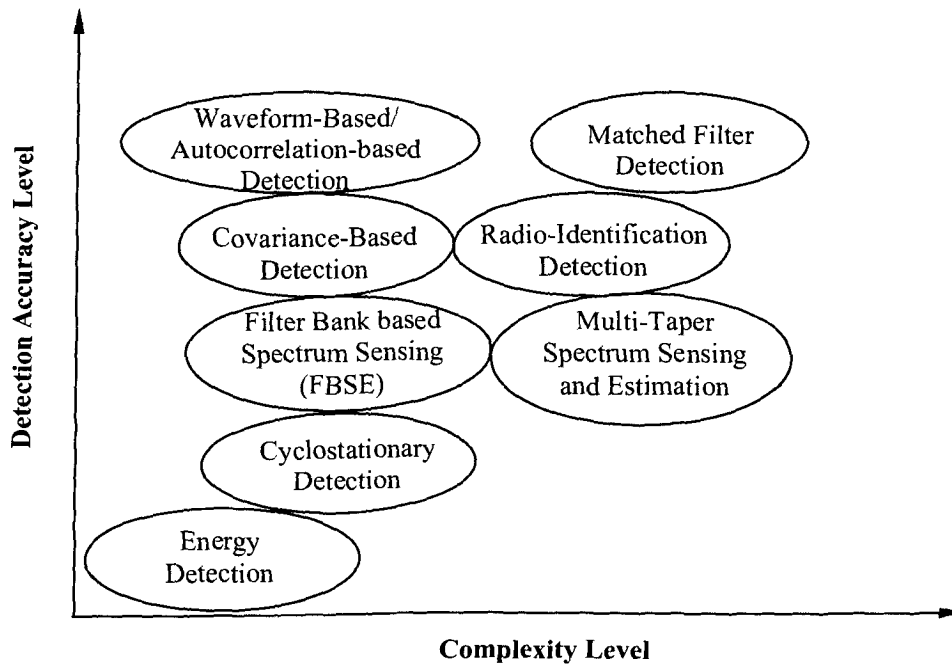 Detection Accuracy Level
Waveform-Based/
Autocorrelation-based
Detection
Matched Filter
Detection
Covariance-Based
Detection
Radio-Identification
Detection
Filter Bank based
Spectrum Sensing
(FBSE)
Multi-Taper
Spectrum Sensing
and Estimation
Cyclostationary
Detection
Energy
Detection
Complexity Level